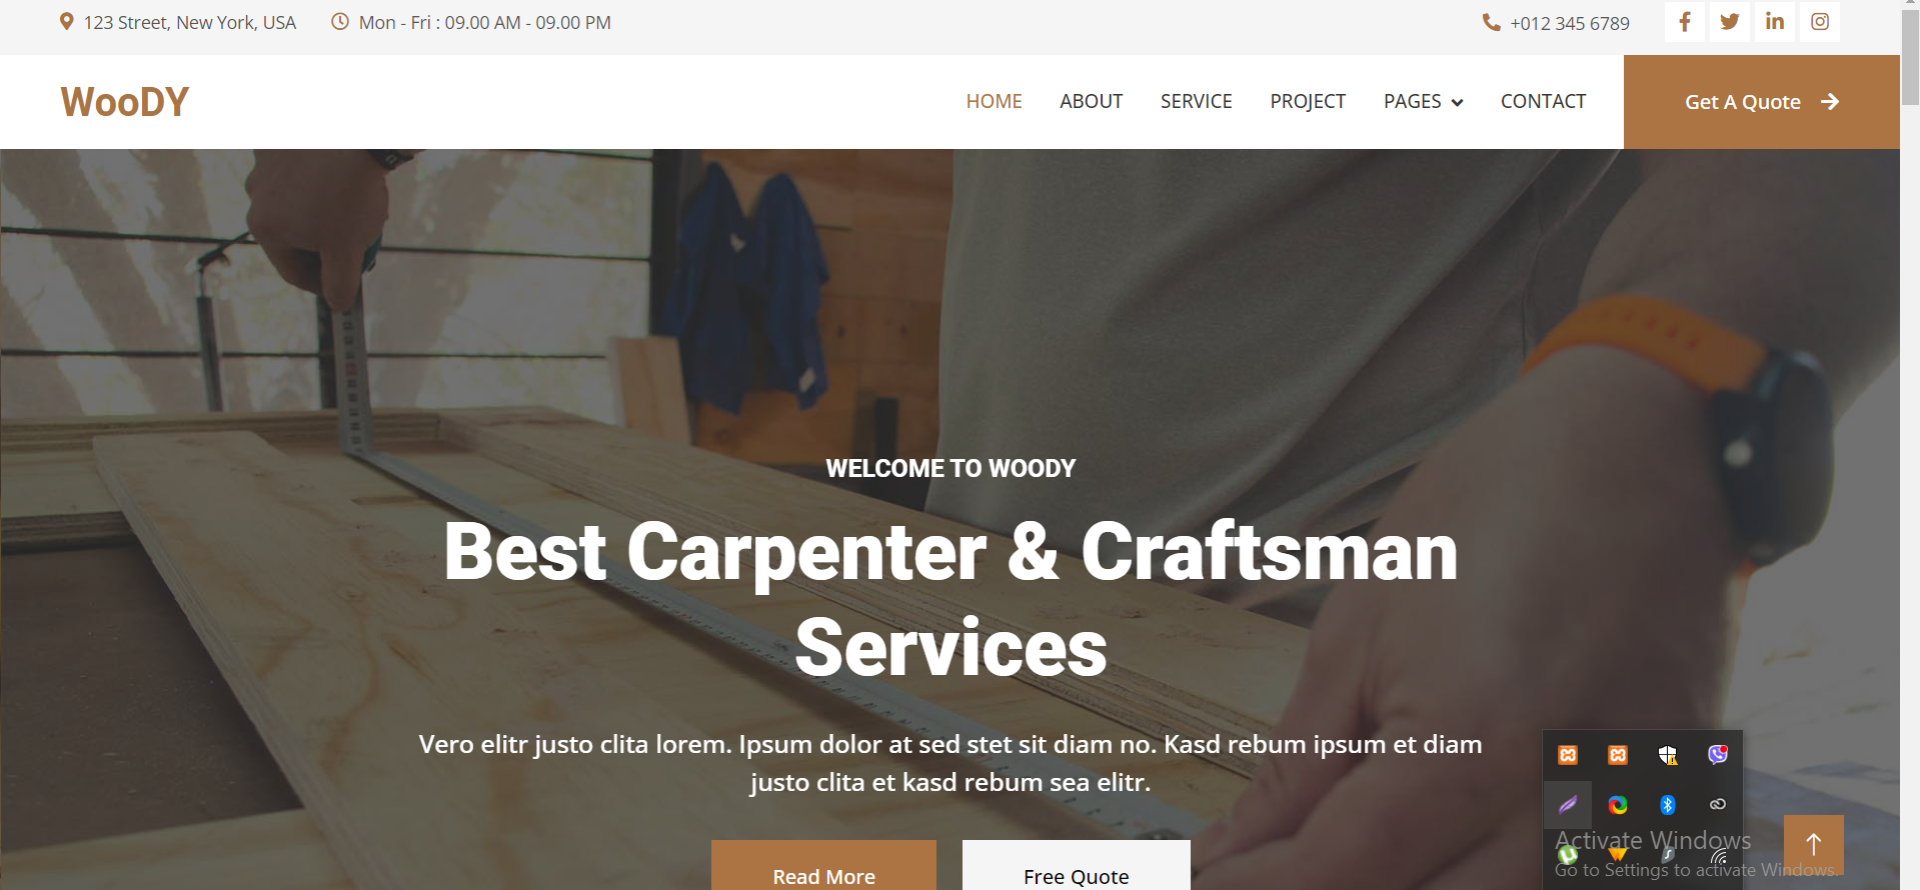 123 Street, New York, USA
Mon - Fri : 09.00 AM - 09.00 PM
+012 345 6789
WooDY
HOME
ABOUT
SERVICE
PROJECT
PAGES
CONTACT
Get A Quote
WELCOME TO WOODY
Best Carpenter & Craftsman
Services
Vero elitr justo clita lorem. Ipsum dolor at sed stet sit diam no. Kasd rebum ipsum et diam
justo clita et kasd rebum sea elitr.
Read More
Free Quote
Activate Windows
Go to Settings to activate Windows.